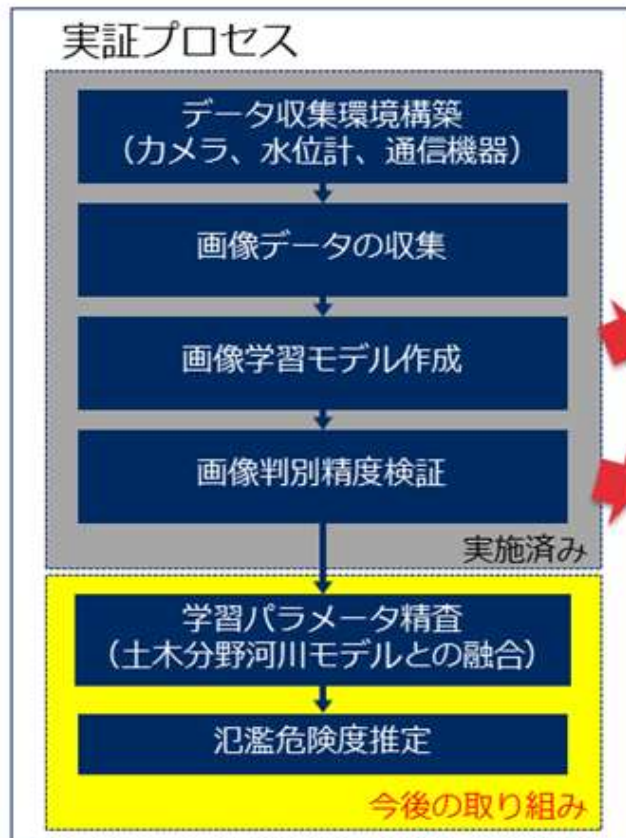 実証プロセス
データ収集環境構築
（カメラ、水位計、通信機器）
画像データの収集
画像学習モデル作成
画像判別精度検証
実施済み
学習パラメータ精査
（土木分野河川モデルとの融合）
氾濫危険度推定
今後の取り組み